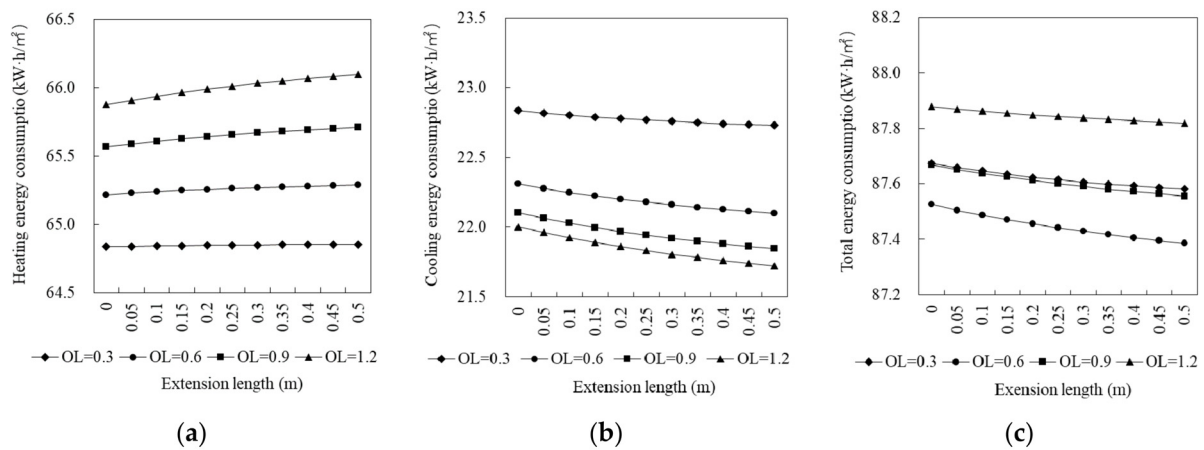 Heating energy consumptio (kW·h/㎡)
66.5
66.0
65.5
65.0
64.5
0 0.05 0.1 0.15 0.2 0.25 0.3 0.35 0.4 0.45 0.5
OL=0.3 OL=0.6 OL=0.9 OL=1.2
Extension length (m)
(a)
Cooling energy consumptio (kW·h/㎡)
23.5
23.0
22.5
22.0
21.5
0 0.05 0.1 0.15 0.2 0.25 0.3 0.35 0.4 0.45 0.5
OL=0.3 OL=0.6 OL=0.9 OL=1.2
Extension length (m)
(b)
Total energy consumptio (kW·h/㎡)
88.2
88.0
87.8
87.6
87.4
87.2
0 0.05 0.1 0.15 0.2 0.25 0.3 0.35 0.4 0.45 0.5
OL=0.3 OL=0.6 OL=0.9 OL=1.2
Exension length (m)
(c)